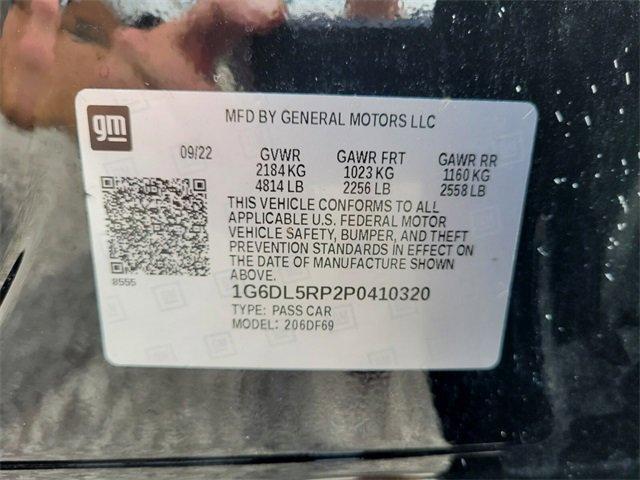 gm
MFD BY GENERAL MOTORS LLC
09/22 GVWR GAWR FRT GAWR RR
2184 KG 1023 KG 1160 KG
4814 LB 2256 LB 2558 LB
THIS VEHICLE CONFORMS TO ALL
APPLICABLE U.S. FEDERAL MOTOR
VEHICLE SAFETY, BUMPER, AND THEFT
PREVENTION STANDARDS IN EFFECT ON
THE DATE OF MANUFACTURE SHOWN
ABOVE.
8555
1G6DL5RP2P0410320
TYPE: PASS CAR
MODEL: 206DF69